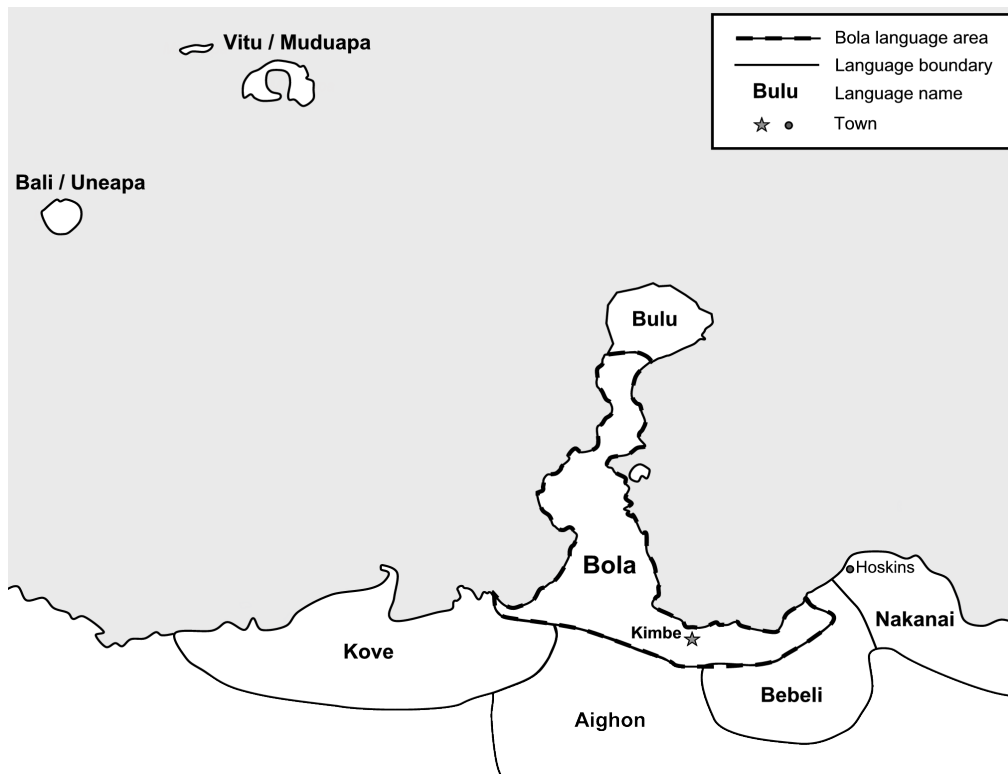 Vitu / Muduapa
Bola language area
Language boundary
Bulu
Language name
Town
Bali / Uneapa
Bulu
Bola
Hoskins
Nakanai
Kimbe
Kove
Bebeli
Aighon